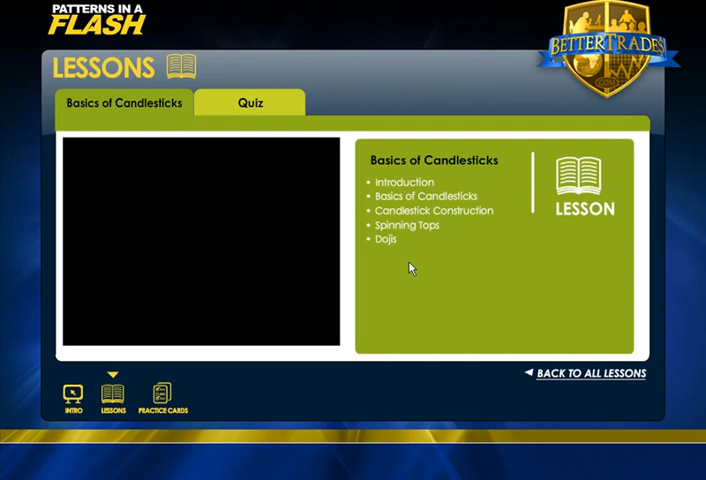 PATTERNS IN A
FLASH
BETTERTRADES
LESSONS
Basics of Candlesticks
Quiz
Basics of Candlesticks
• Introduction
• Basics of Candlesticks
• Candlestick Construction
• Spinning Tops
• Dojis
LESSON
BACK TO ALL LESSONS
INTRO
LESSONS
PRACTICE CARDS